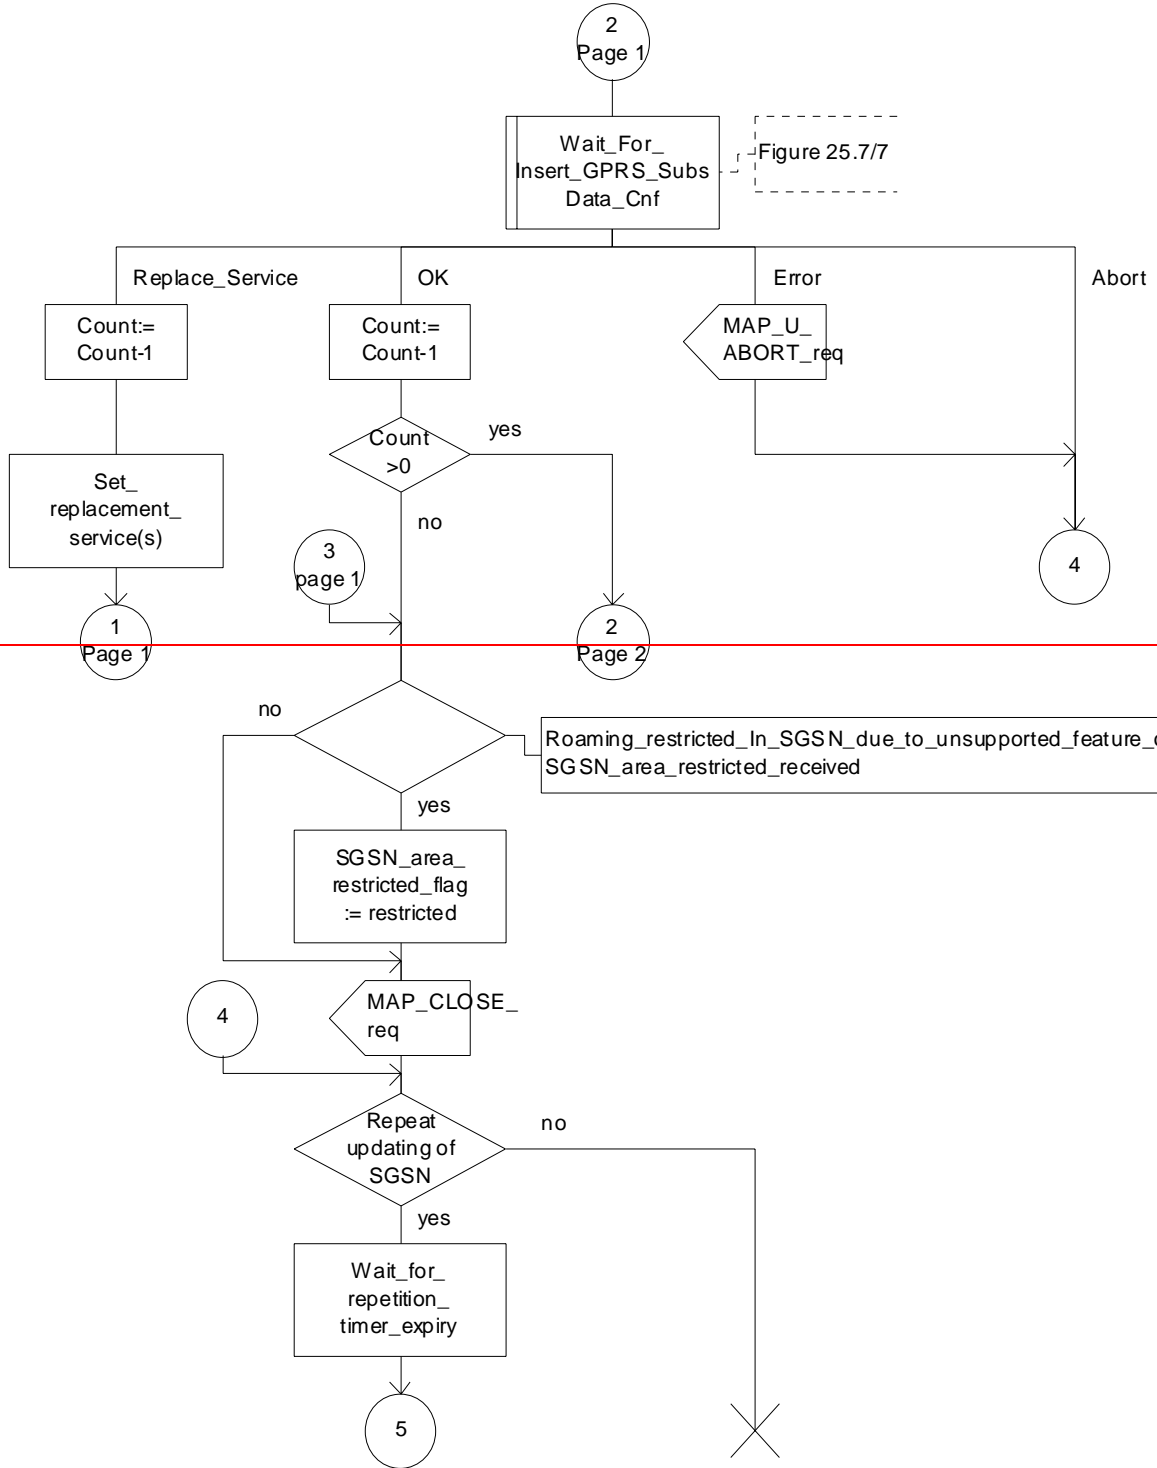 2
Page 1
Wait_For_
Insert_GPRS_Subs
Data_Cnf
Figure 25.7/7
Replace_Service
OK
Error
Abort
Count:=
Count-1
Count:=
Count-1
MAP_U_
ABORT_req
Count
>0
yes
Set_
replacement_
service(s)
no
3
page 1
4
1
Page 1
2
Page 2
no
Roaming_restricted_In_SGSN_due_to_unsupported_feature_
SGSN_area_restricted_received
yes
SGSN_area_
restricted_flag
:= restricted
4
MAP_CLOSE_
req
Repeat
updating of
SGSN
no
yes
Wait_for_
repetition_
timer_expiry
5